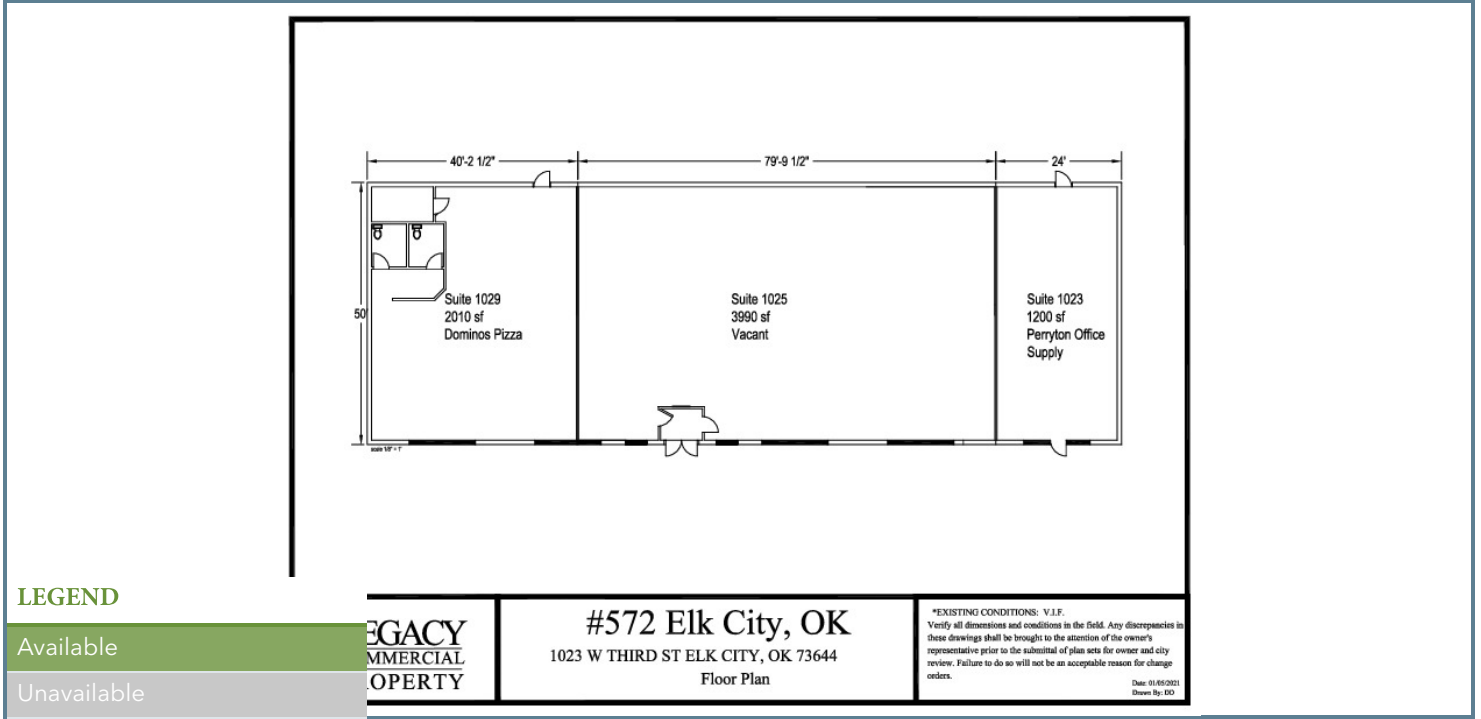 40'-2 1/2"
79'-9 1/2"
24'
50'
Suite 1029
2010 sf
Dominos Pizza
Suite 1025
3990 sf
Vacant
Suite 1023
1200 sf
Perryton Office
Supply
scale 1/8" = 1'
LEGEND
Available
Unavailable
EGACY
MMERCIAL
OPERTY
#572 Elk City, OK
1023 W THIRD ST ELK CITY, OK 73644
Floor Plan
*EXISTING CONDITIONS: V.I.F.
Verify all dimensions and conditions in the field. Any discrepancies in
these drawings shall be brought to the attention of the owner's
representative prior to the submittal of plan sets for owner and city
review. Failure to do so will not be an acceptable reason for change
orders.
Date: 01/05/2021
Drawn By: DD